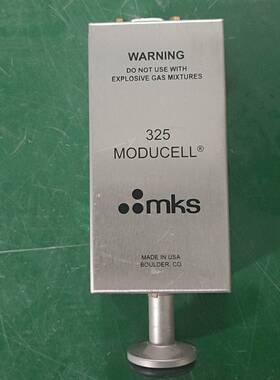 WARNING
DO NOT USE WITH
EXPLOSIVE GAS MIXTURES
325
MODUCELL®
mks
MADE IN USA
BOULDER, CO